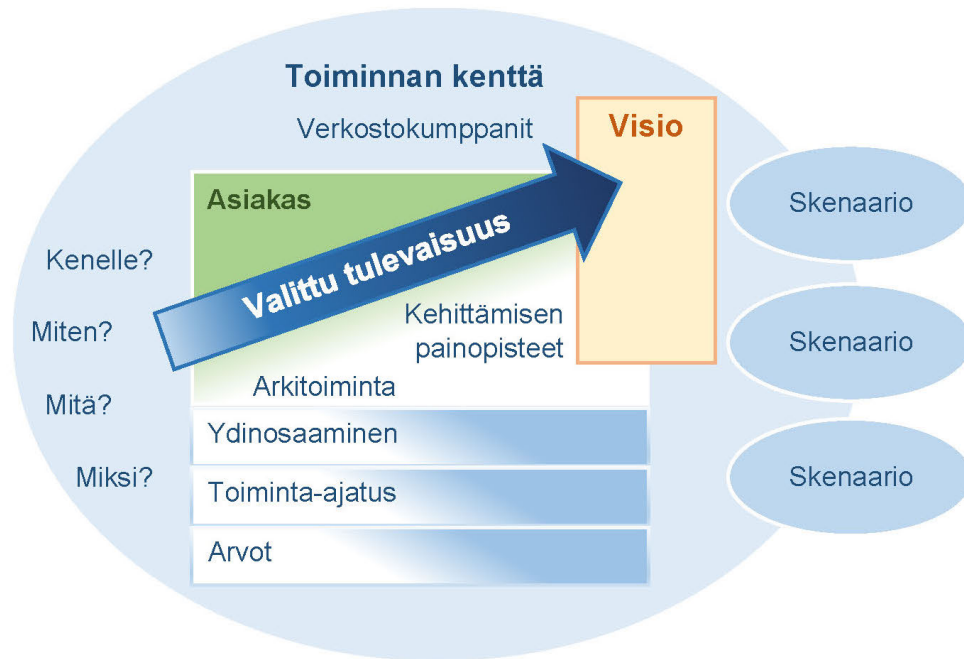 Toiminnan kenttä
Verkostokumppanit
Visio
Asiakas
Valittu tulevaisuus
Kenelle?
Miten?
Mitä?
Miksi?
Kehittämisen
painopisteet
Arkitoiminta
Ydinosaaminen
Toiminta-ajatus
Arvot
Skenaario
Skenaario
Skenaario